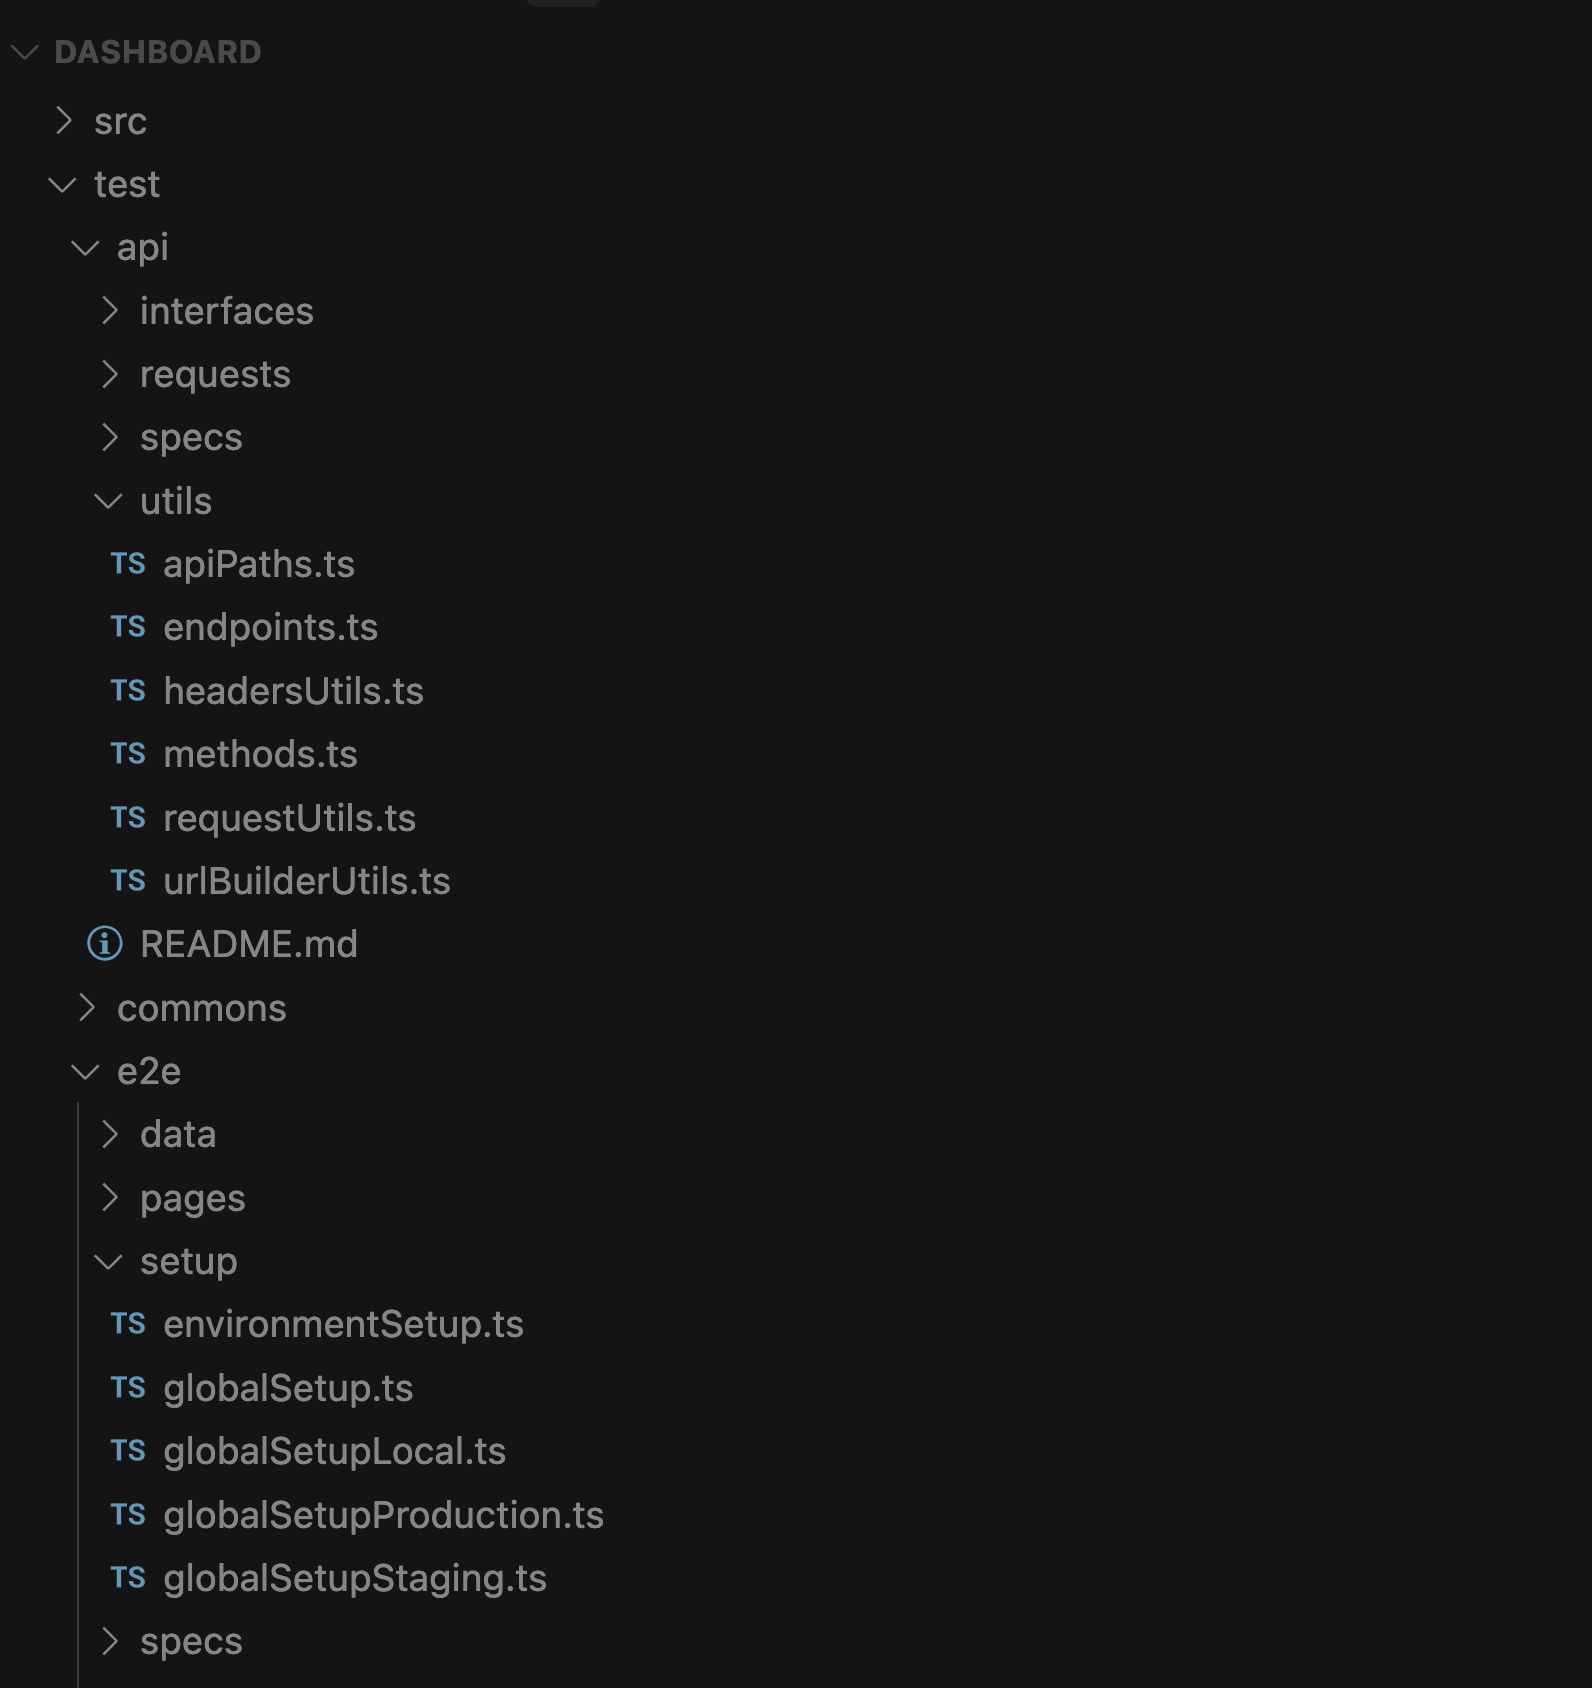 DASHBOARD
src
test
api
interfaces
requests
specs
utils
TS apiPaths.ts
TS endpoints.ts
TS headersUtils.ts
TS methods.ts
TS requestUtils.ts
TS urlBuilderUtils.ts
README.md
commons
e2e
data
pages
setup
TS environmentSetup.ts
TS globalSetup.ts
TS globalSetupLocal.ts
TS globalSetupProduction.ts
TS globalSetupStaging.ts
specs